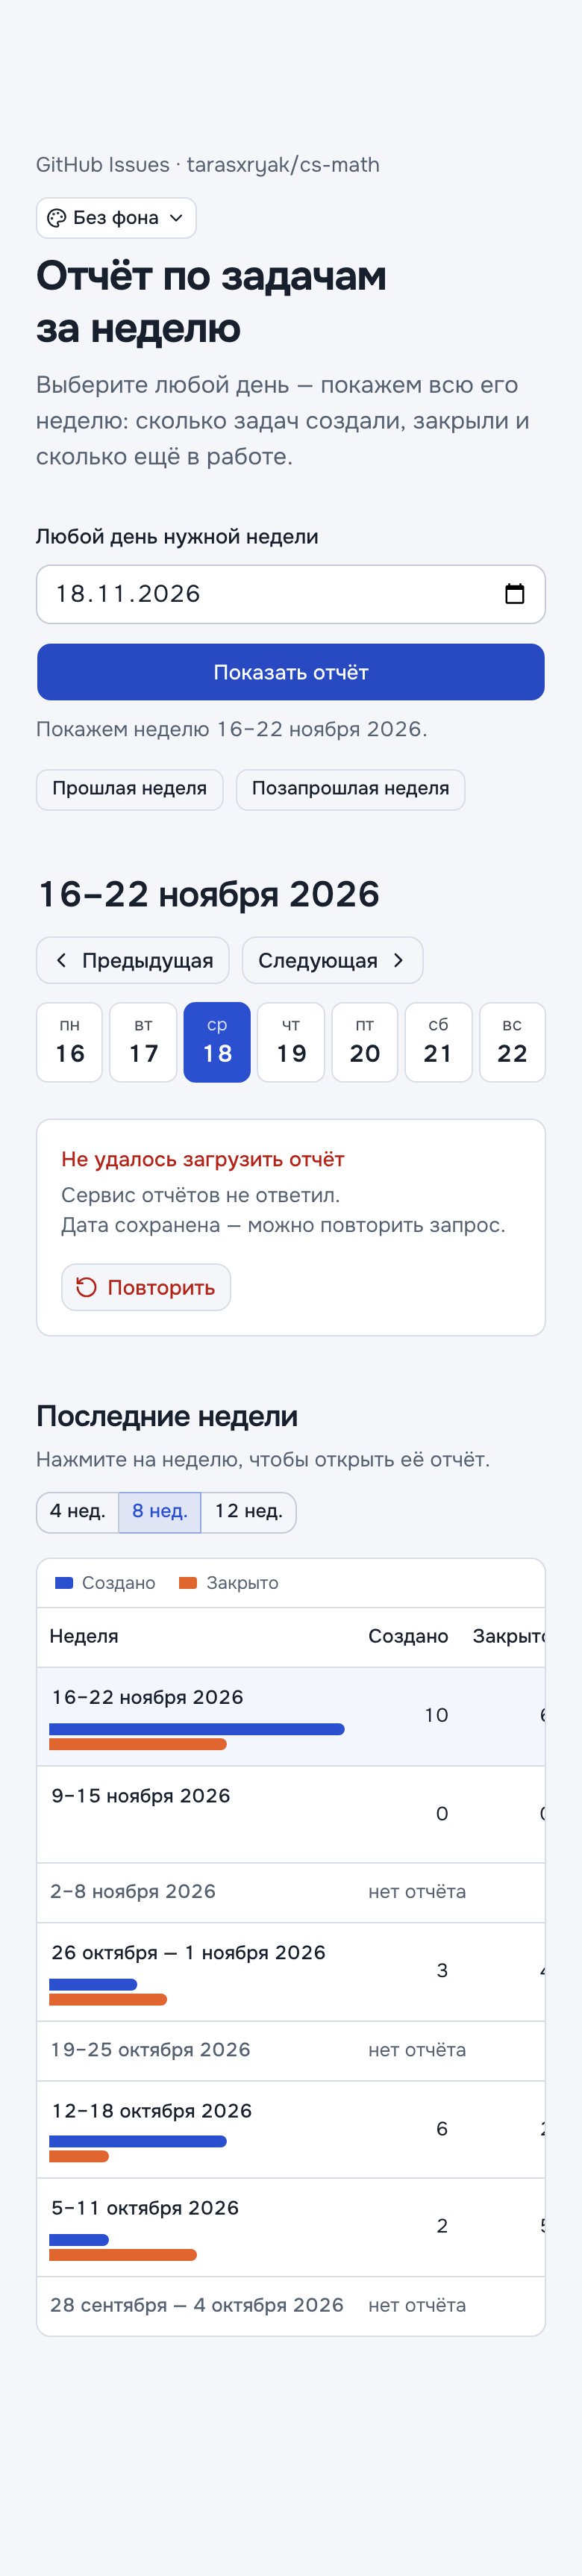 GitHub Issues · tarasxryak/cs-math
Без фона
Отчёт по задачам
за неделю
Выберите любой день — покажем всю его
неделю: сколько задач создали, закрыли и
сколько ещё в работе.
Любой день нужной недели
18.11.2026
Показать отчёт
Покажем неделю 16–22 ноября 2026.
Прошлая неделя Позапрошлая неделя
16–22 ноября 2026
Предыдущая Следующая
пн вт ср чт пт сб вс
16 17 18 19 20 21 22
Не удалось загрузить отчёт
Сервис отчётов не ответил.
Дата сохранена — можно повторить запрос.
Повторить
Последние недели
Нажмите на неделю, чтобы открыть её отчёт.
4 нед. 8 нед. 12 нед.
Создано Закрыто
Неделя Создано Закрыто
16–22 ноября 2026
10 6
9–15 ноября 2026
0 0
2–8 ноября 2026 нет отчёта
26 октября — 1 ноября 2026
3 4
19–25 октября 2026 нет отчёта
12–18 октября 2026
6 2
5–11 октября 2026
2 5
28 сентября — 4 октября 2026 нет отчёта